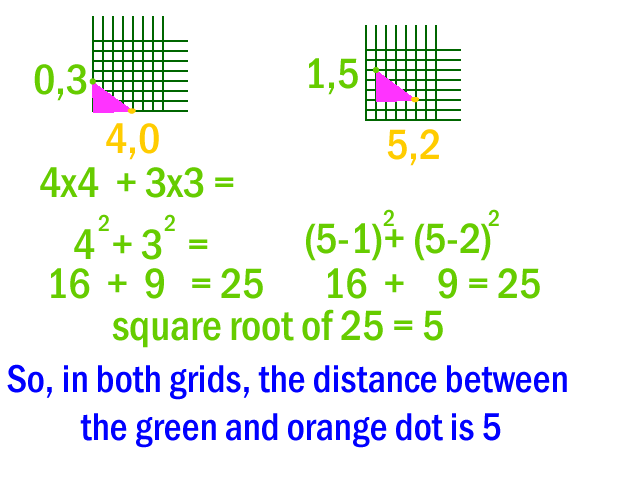 0,3
4,0
1,5
5,2
4x4 + 3x3 =
4² + 3² =
(5-1)²+ (5-2)²
16 + 9 = 25
16 + 9 = 25
square root of 25 = 5
So, in both grids, the distance between
the green and orange dot is 5